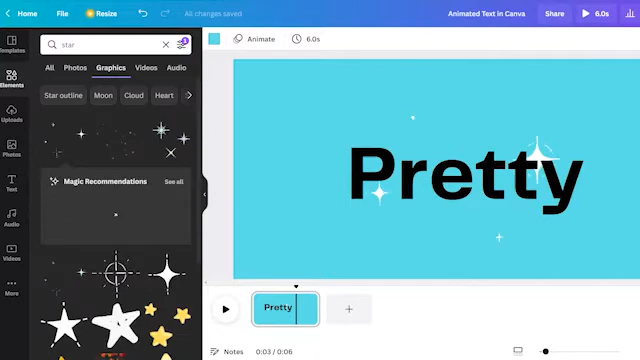 Home File Resize All changes saved Animated Text in Canva Share 6.0s
star
1
Animate 6.0s
Templates
All Photos Graphics Videos Audio
Elements
Star outline Moon Cloud Heart
Uploads
Photos
Text
Audio
Videos
More
Magic Recommendations See all
Pretty
Pretty
Notes 0:03 / 0:06